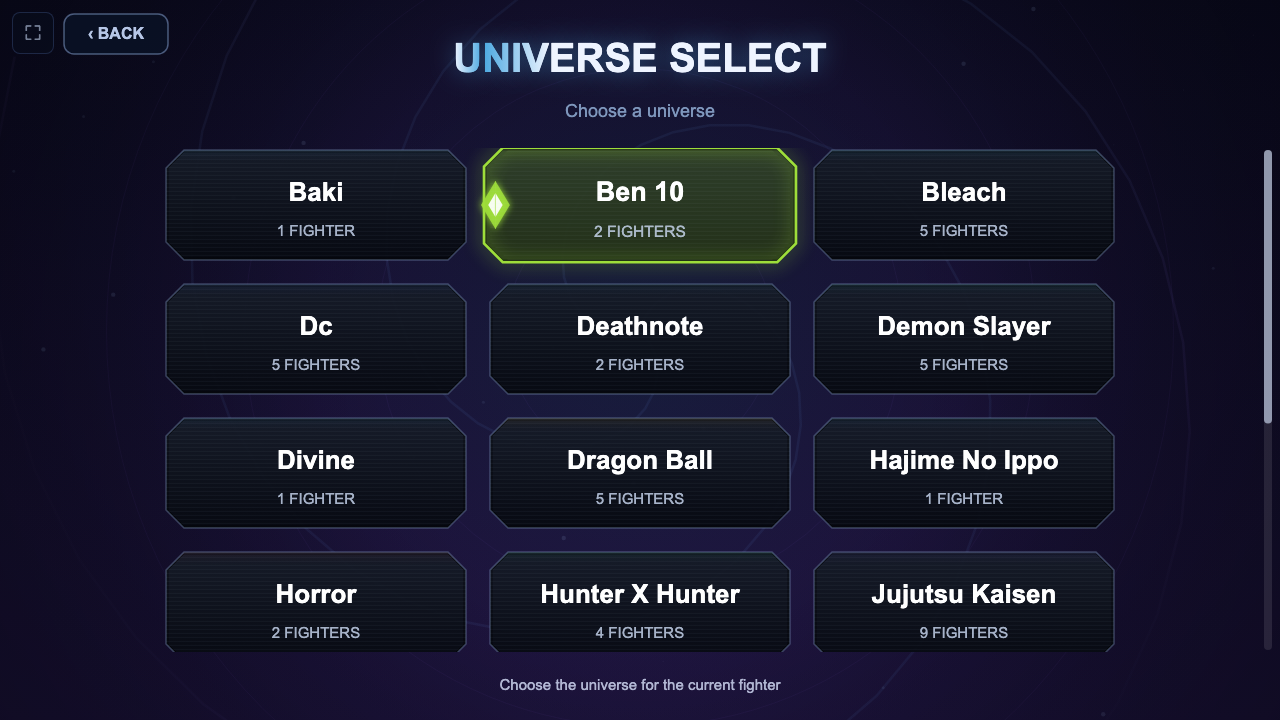 ‹ BACK
UNIVERSE SELECT
Choose a universe
Baki
1 FIGHTER
Ben 10
2 FIGHTERS
Bleach
5 FIGHTERS
Dc
5 FIGHTERS
Deathnote
2 FIGHTERS
Demon Slayer
5 FIGHTERS
Divine
1 FIGHTER
Dragon Ball
5 FIGHTERS
Hajime No Ippo
1 FIGHTER
Horror
2 FIGHTERS
Hunter X Hunter
4 FIGHTERS
Jujutsu Kaisen
9 FIGHTERS
Choose the universe for the current fighter